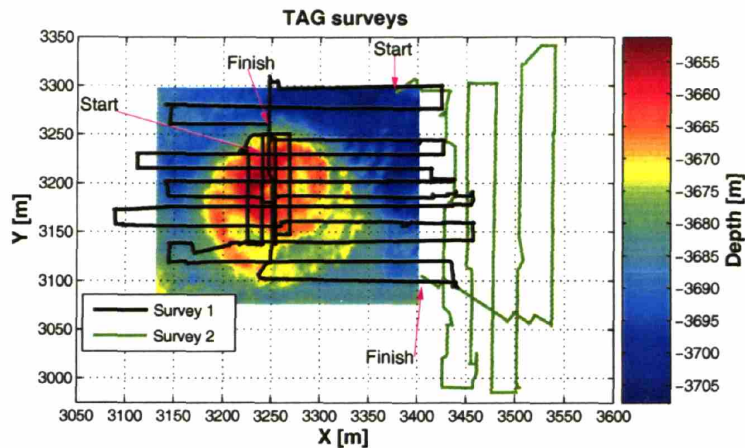 TAG surveys
3350
3300
3250
3200
3150
3100
3050
3000
Y [m]
Start
Finish
Start
Finish
Survey 1
Survey 2
3050 3100 3150 3200 3250 3300 3350 3400 3450 3500 3550 3600
X [m]
-3655
-3660
-3665
-3670
-3675
-3680
-3685
-3690
-3695
-3700
-3705
Depth [m]